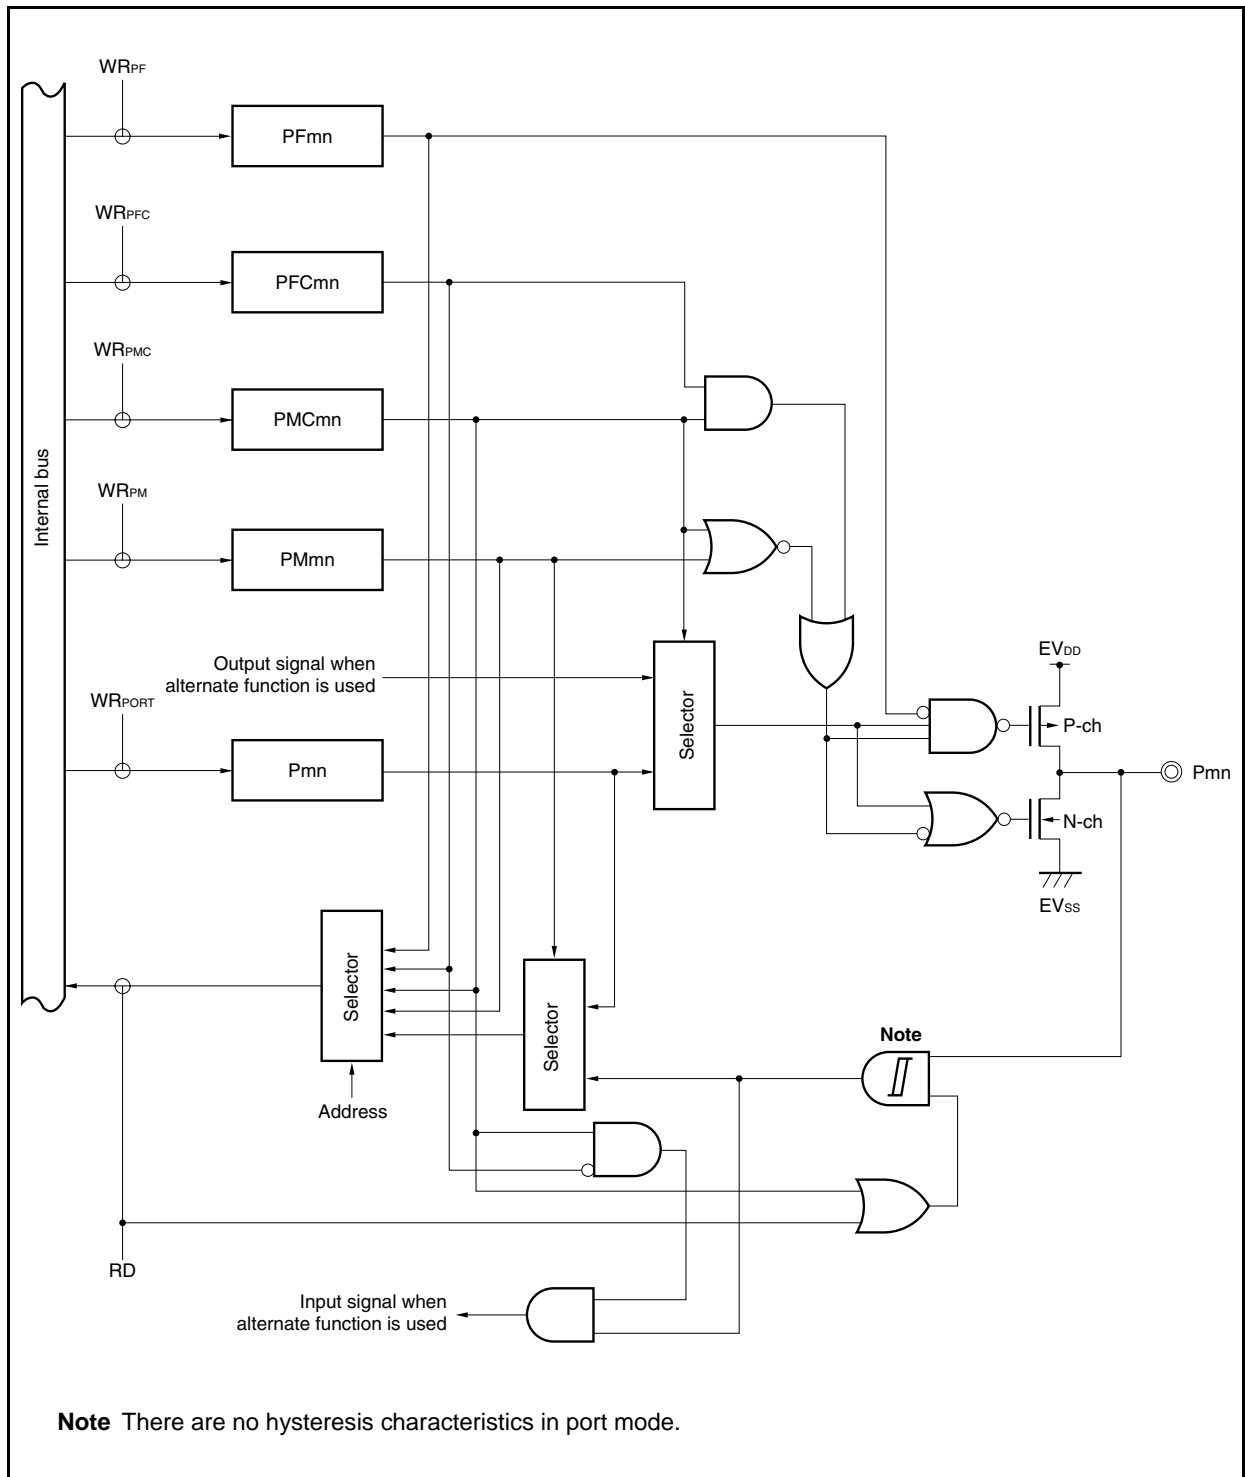 WRPF
PFmn
WRPFC
PFCmn
WRPMC
PMCmn
WRPM
PMmn
Internal bus
Output signal when
alternate function is used
WRPORT
Pmn
Selector
EVDD
P-ch
Pmn
N-ch
EVSS
Selector
Selector
Note
Address
RD
Input signal when
alternate function is used
Note There are no hysteresis characteristics in port mode.